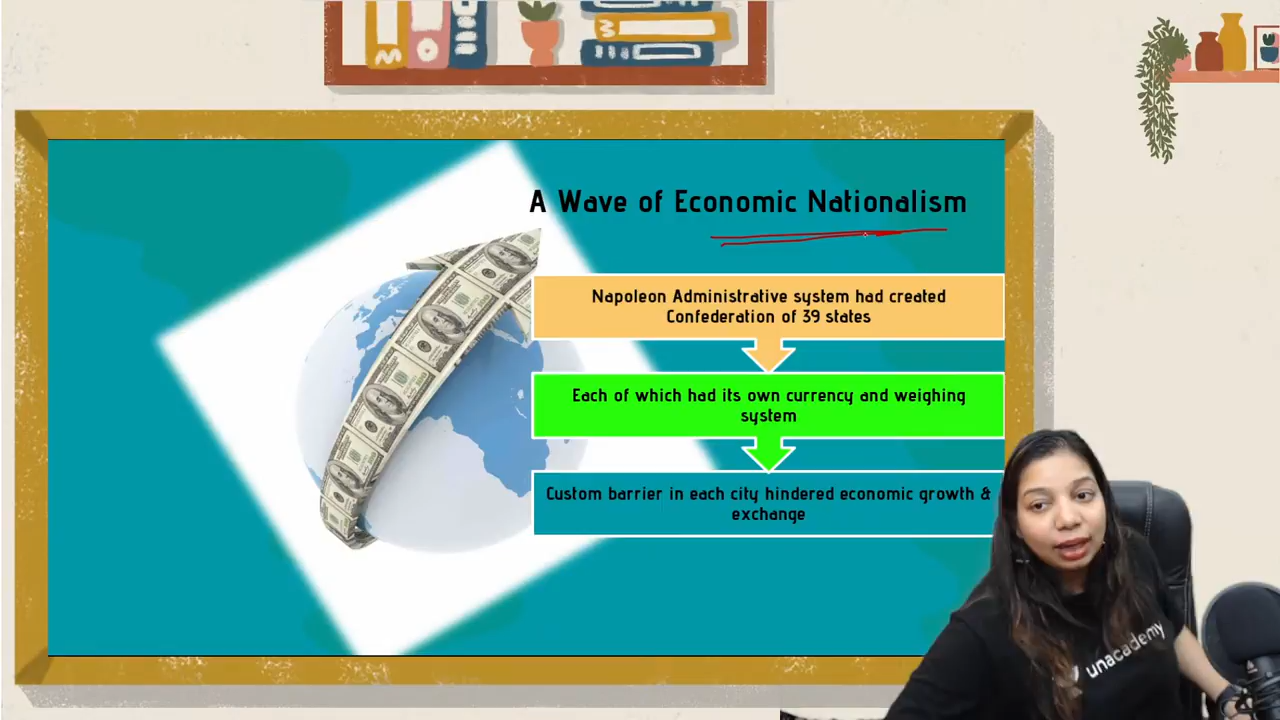 A Wave of Economic Nationalism
Napoleon Administrative system had created
Confederation of 39 states
Each of which had its own currency and weighing
system
Custom barrier in each city hindered economic growth &
exchange
unacademy